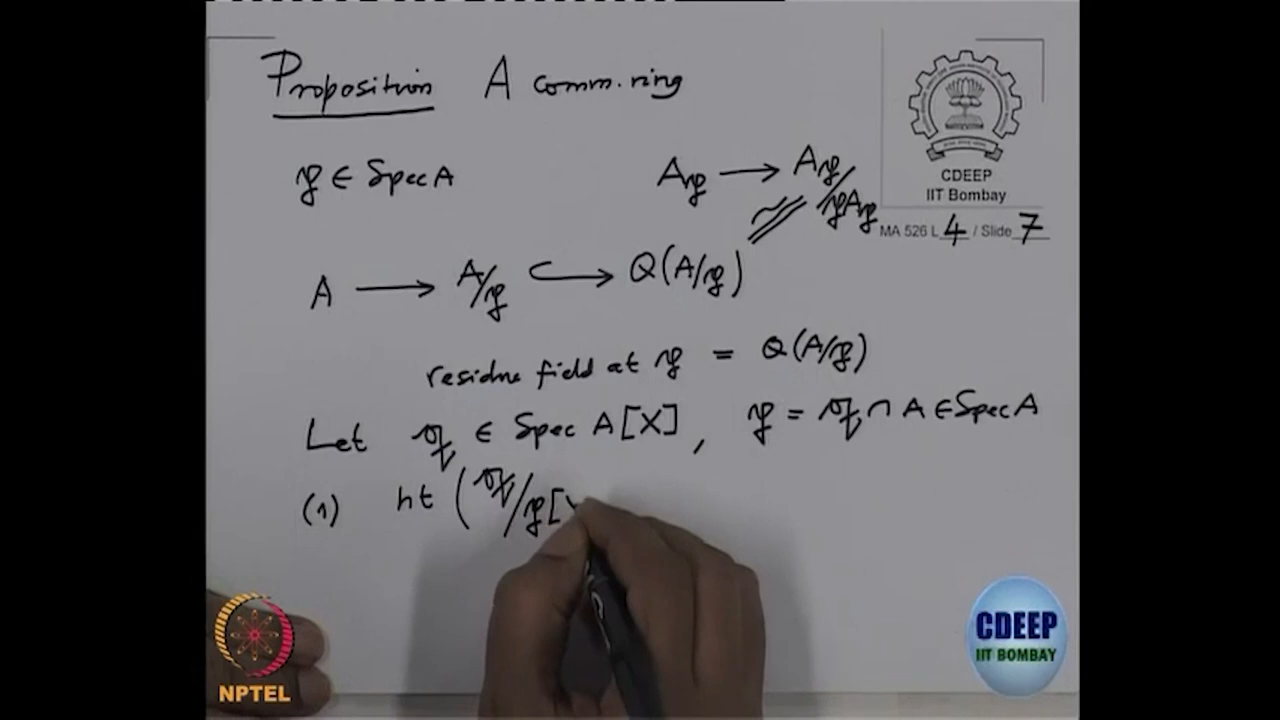 Proposition A comm. ring
𝔭 ∈ Spec A
A𝔭 ⟶ A𝔭/𝔭A𝔭
CDEEP
IIT Bombay
MA 526 L 4 / Slide 7
A ⟶ A/𝔭 ↪ Q(A/𝔭)
≃
residue field at 𝔭 = Q(A/𝔭)
Let 𝔮 ∈ Spec A[X], 𝔭 = 𝔮 ∩ A ∈ Spec A
(1) ht (𝔮/𝔭[
CDEEP
IIT BOMBAY
NPTEL